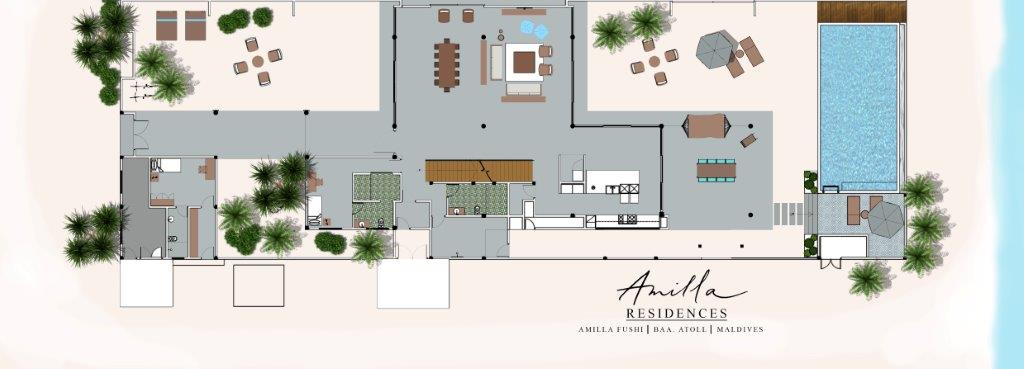 Amilla
RESIDENCES
AMILLA FUSHI | BAA. ATOLL | MALDIVES